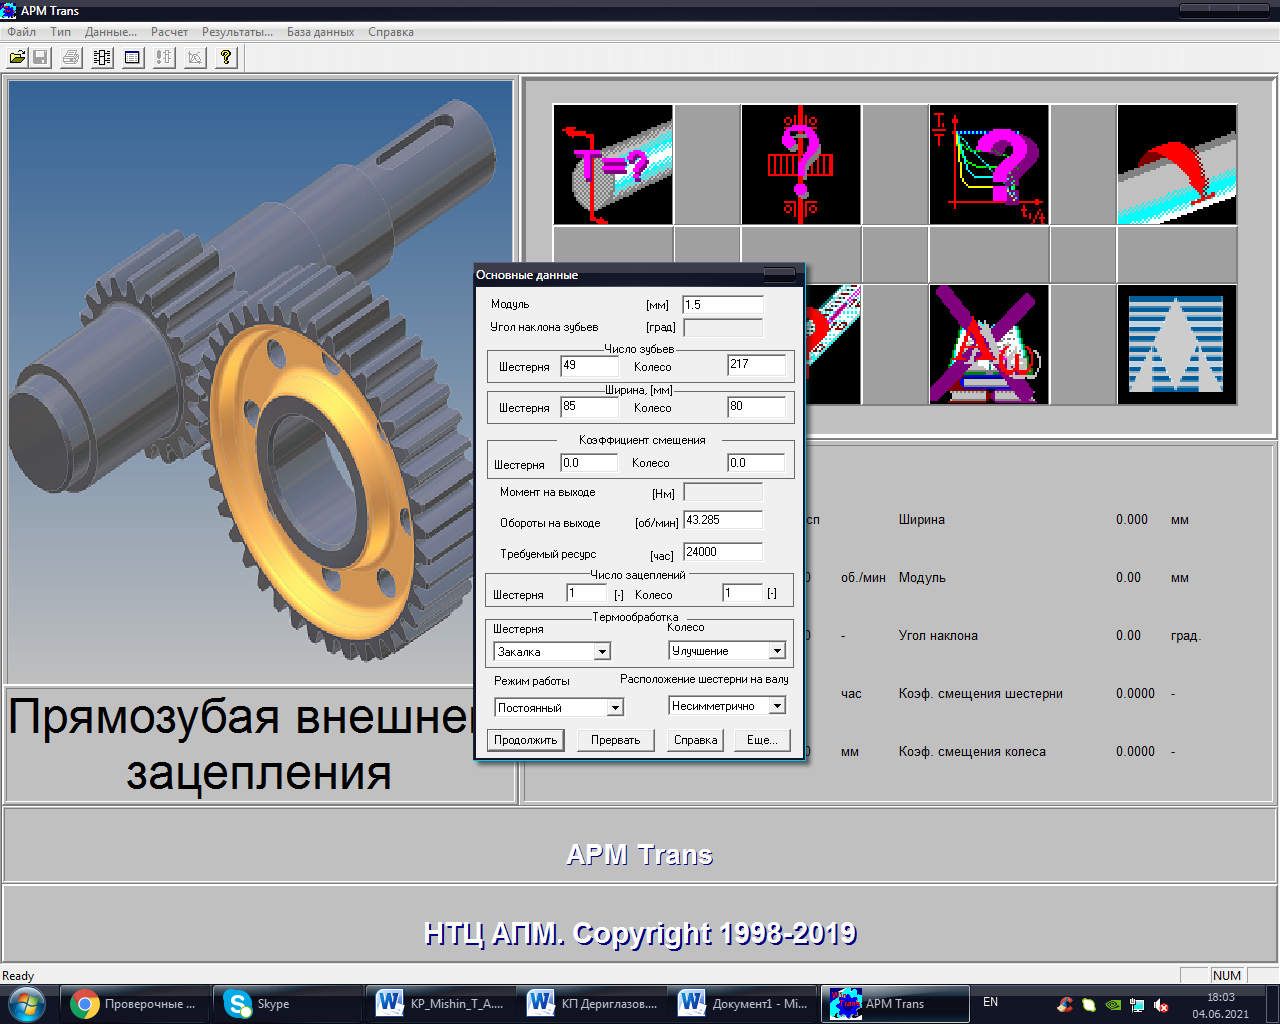 APM Trans
Файл Тип Данные... Расчет Результаты... База данных Справка
T=?
T
T
t,/t
Основные данные
Модуль [мм] 1.5
Угол наклона зубьев [град]
Число зубьев
Шестерня 49 Колесо 217
Ширина, [мм]
Шестерня 85 Колесо 80
Коэффициент смещения
Шестерня 0.0 Колесо 0.0
Момент на выходе [Нм]
Обороты на выходе [об/мин] 43.285
Требуемый ресурс [час] 24000
Число зацеплений
Шестерня 1 [-] Колесо 1 [-]
Термообработка
Шестерня Колесо
Закалка Улучшение
Режим работы Расположение шестерни на валу
Постоянный Несимметрично
Продолжить Прервать Справка Еще...
сп Ширина 0.000 мм
0 об./мин Модуль 0.00 мм
0 - Угол наклона 0.00 град.
час Коэф. смещения шестерни 0.0000 -
0 мм Коэф. смещения колеса 0.0000 -
Прямозубая внешне
зацепления
APM Trans
НТЦ АПМ. Copyright 1998-2019
Ready NUM
Проверочные ... Skype KP_Mishin_T_A.... КП Дериглазов.... Документ1 - Mi... APM Trans EN 18:03
04.06.2021